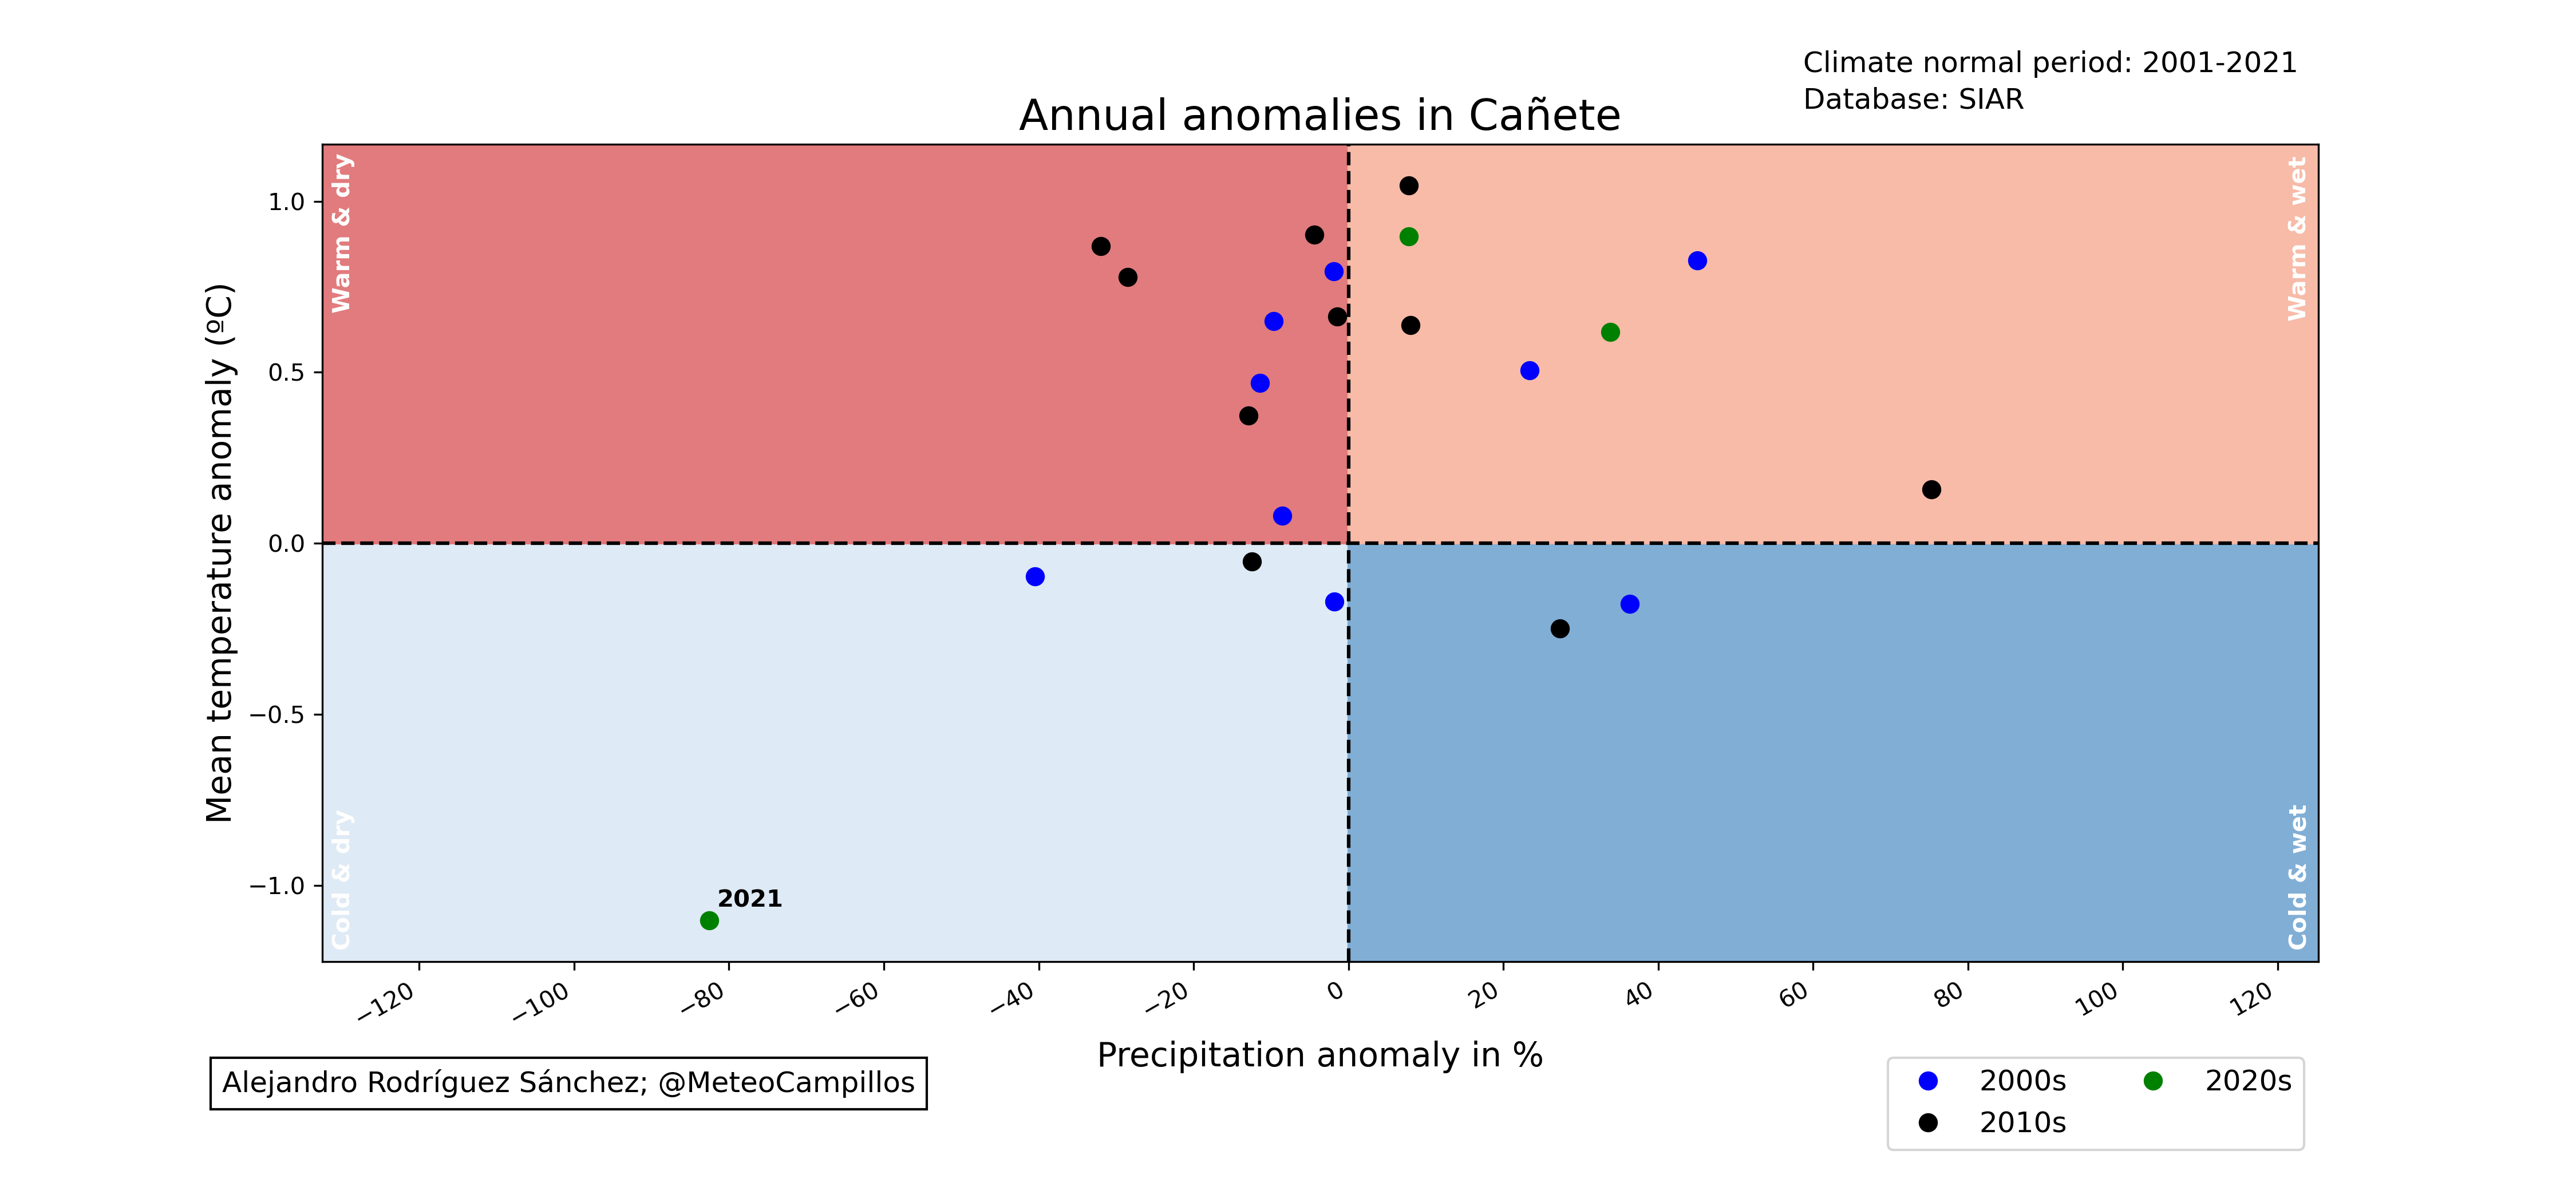 Climate normal period: 2001-2021
Database: SIAR
Annual anomalies in Cañete
Warm & dry
Warm & wet
1.0
0.5
0.0
−0.5
−1.0
Mean temperature anomaly (ºC)
2021
Cold & dry
Cold & wet
−120
−100
−80
−60
−40
−20
0
20
40
60
80
100
120
Precipitation anomaly in %
Alejandro Rodríguez Sánchez; @MeteoCampillos
2000s
2010s
2020s